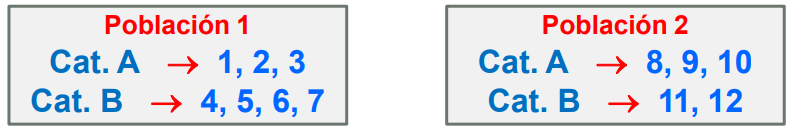 Población 1
Cat. A → 1, 2, 3
Cat. B → 4, 5, 6, 7
Población 2
Cat. A → 8, 9, 10
Cat. B → 11, 12